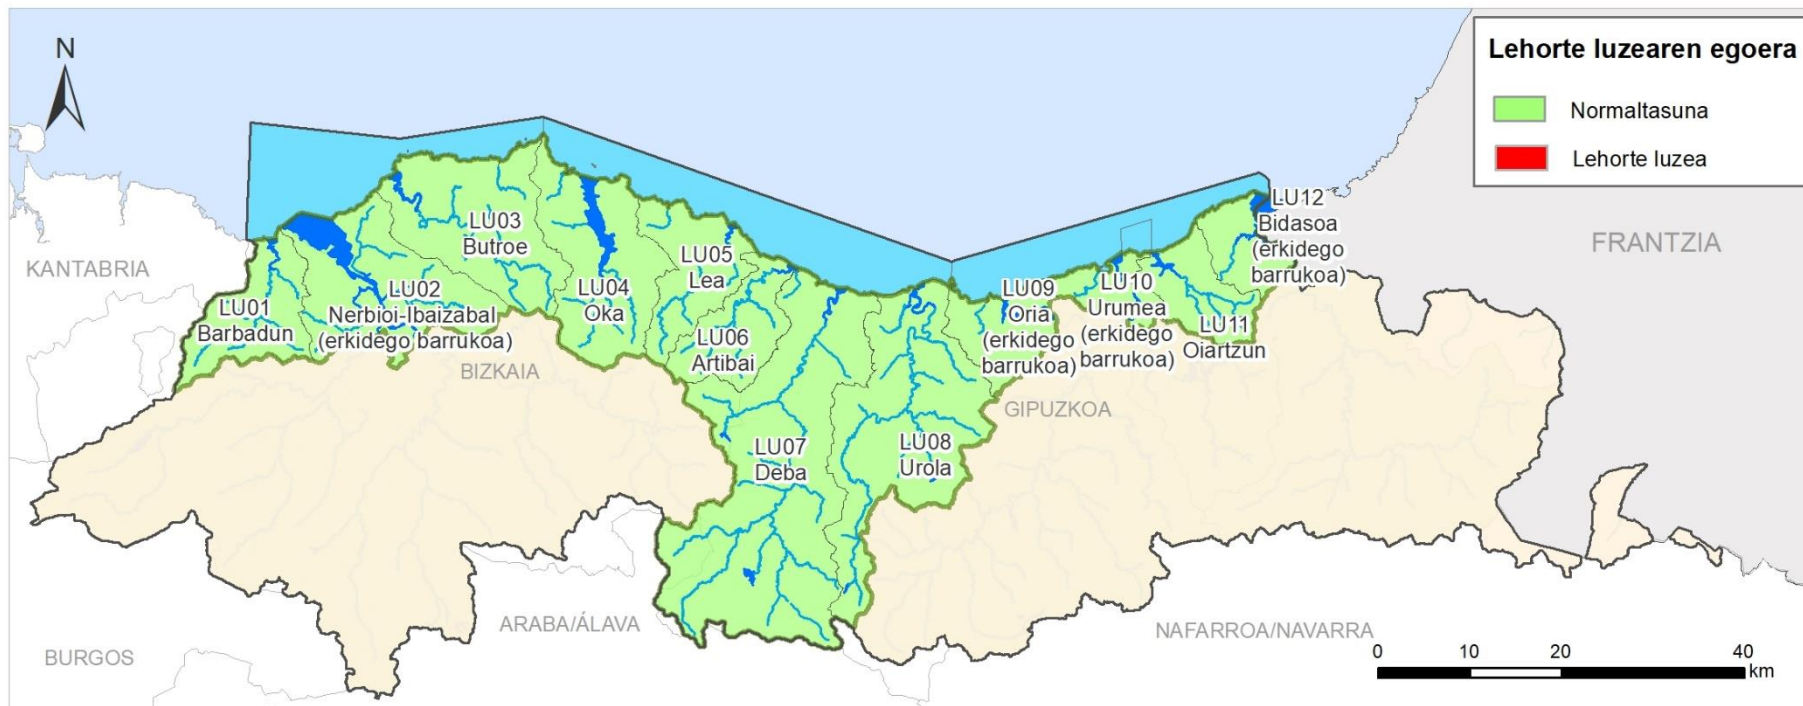 N
Lehorte luzearen egoera
Normaltasuna
Lehorte luzea
KANTABRIA
BURGOS
BIZKAIA
ARABA/ÁLAVA
GIPUZKOA
NAFARROA/NAVARRA
FRANTZIA
LU01
Barbadun
LU02
Nerbioi-Ibaizabal
(erkidego barrukoa)
LU03
Butroe
LU04
Oka
LU05
Lea
LU06
Artibai
LU07
Deba
LU08
Urola
LU09
Oria
(erkidego
barrukoa)
LU10
Urumea
(erkidego
barrukoa)
LU11
Oiartzun
LU12
Bidasoa
(erkidego
barrukoa)
0 10 20 40
km